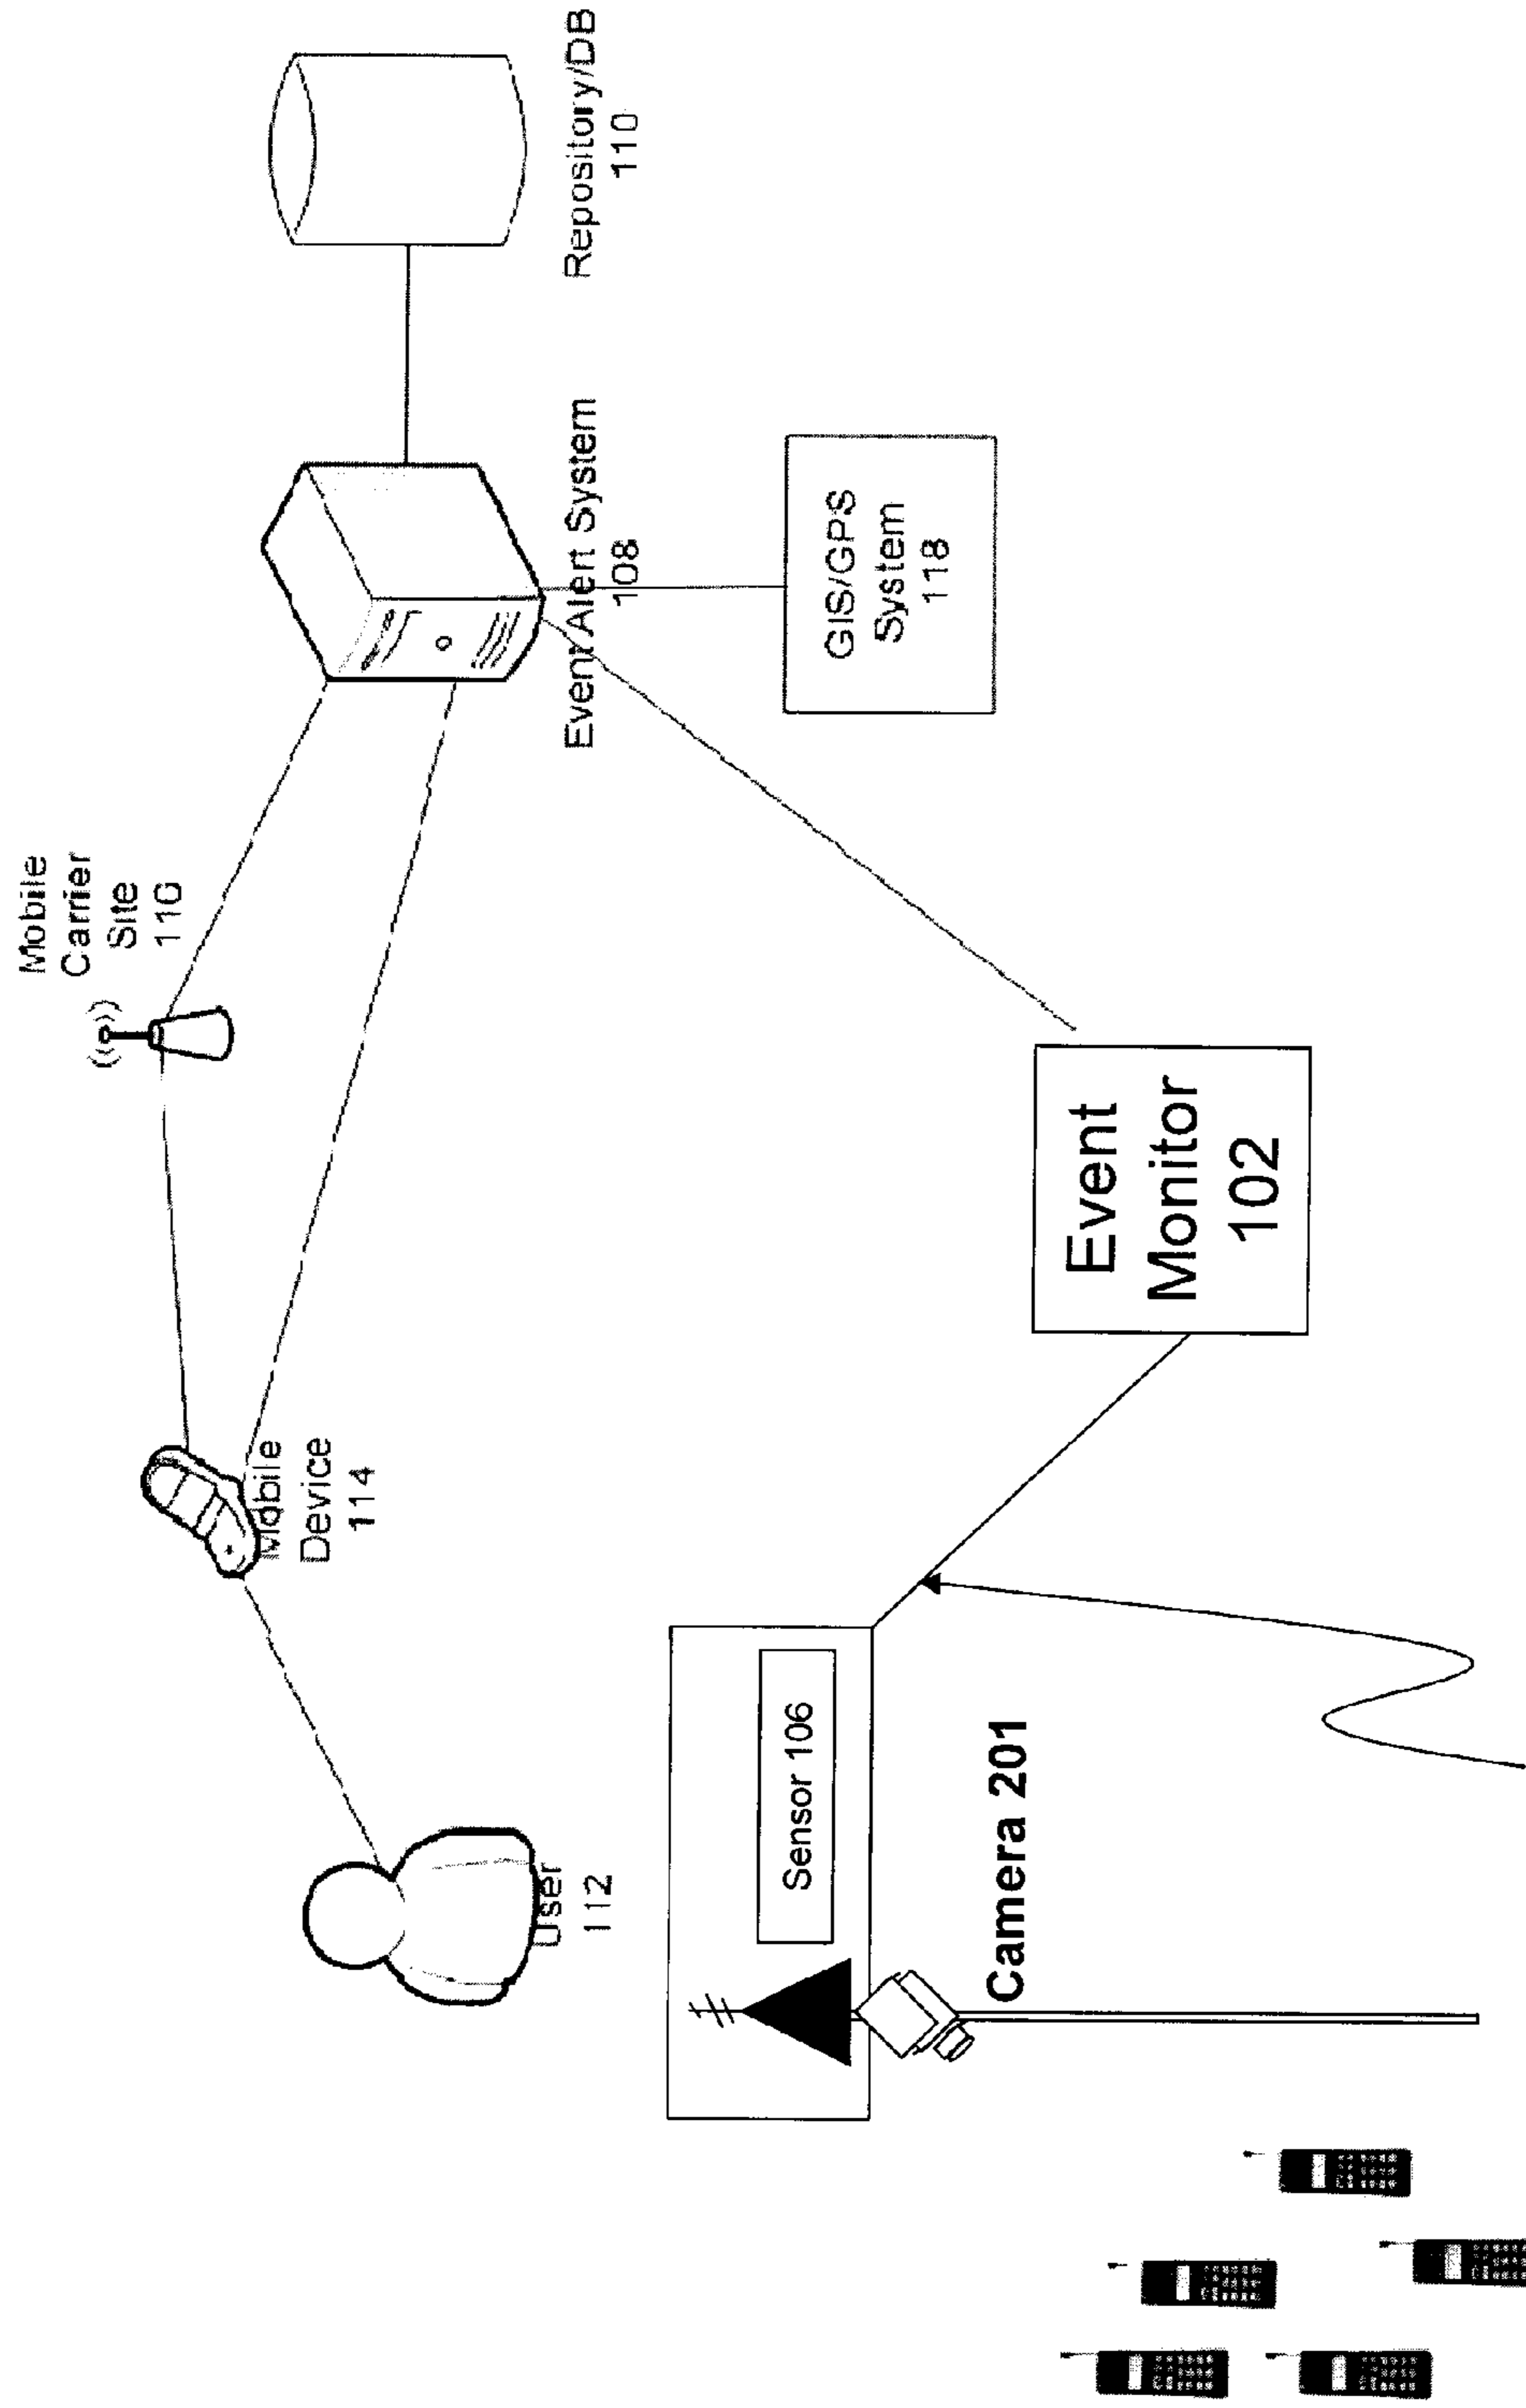 Mobile
Carrier
Site
110
Repository/DB
110
Event Alert System
108
GIS/GPS
System
118
Mobile
Device
114
User
112
Event
Monitor
102
Sensor 106
Camera 201